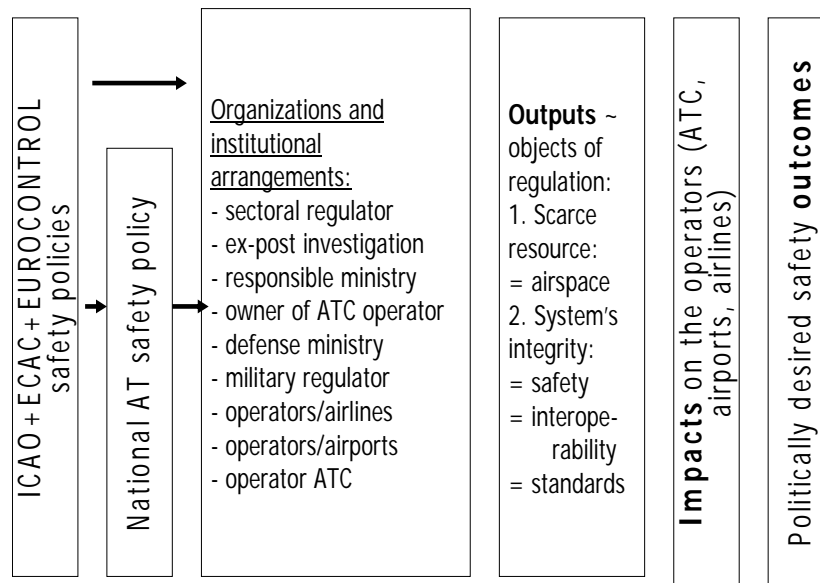 ICAO+ECAC+EUROCONTROL
safety policies
National AT safety policy
Organizations and
institutional
arrangements:
- sectoral regulator
- ex-post investigation
- responsible ministry
- owner of ATC operator
- defense ministry
- military regulator
- operators/airlines
- operators/airports
- operator ATC
Outputs ~
objects of
regulation:
1. Scarce
resource:
= airspace
2. System's
integrity:
= safety
= interope-
rability
= standards
Impacts on the operators (ATC,
airports, airlines)
Politically desired safety outcomes